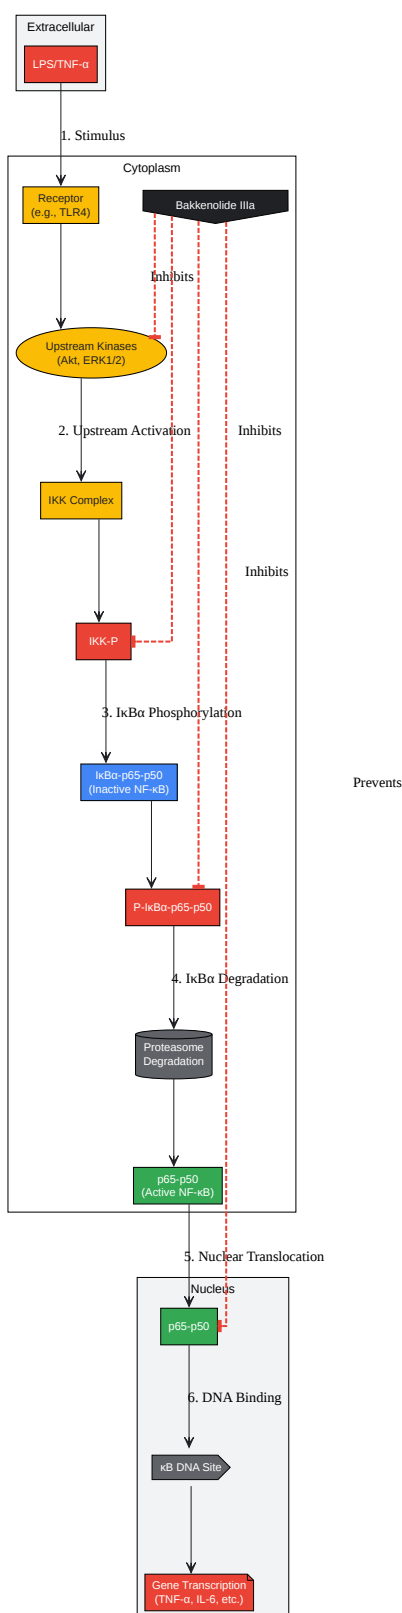 Extracellular
LPS/TNF-α
1. Stimulus
Cytoplasm
Receptor
(e.g., TLR4)
Bakkenolide IIIa
Inhibits
Upstream Kinases
(Akt, ERK1/2)
2. Upstream Activation
Inhibits
IKK Complex
Inhibits
IKK-P
3. IκBα Phosphorylation
IκBα-p65-p50
(Inactive NF-κB)
Prevents
P-IκBα-p65-p50
4. IκBα Degradation
Proteasome
Degradation
p65-p50
(Active NF-κB)
5. Nuclear Translocation
Nucleus
p65-p50
6. DNA Binding
κB DNA Site
Gene Transcription
(TNF-α, IL-6, etc.)